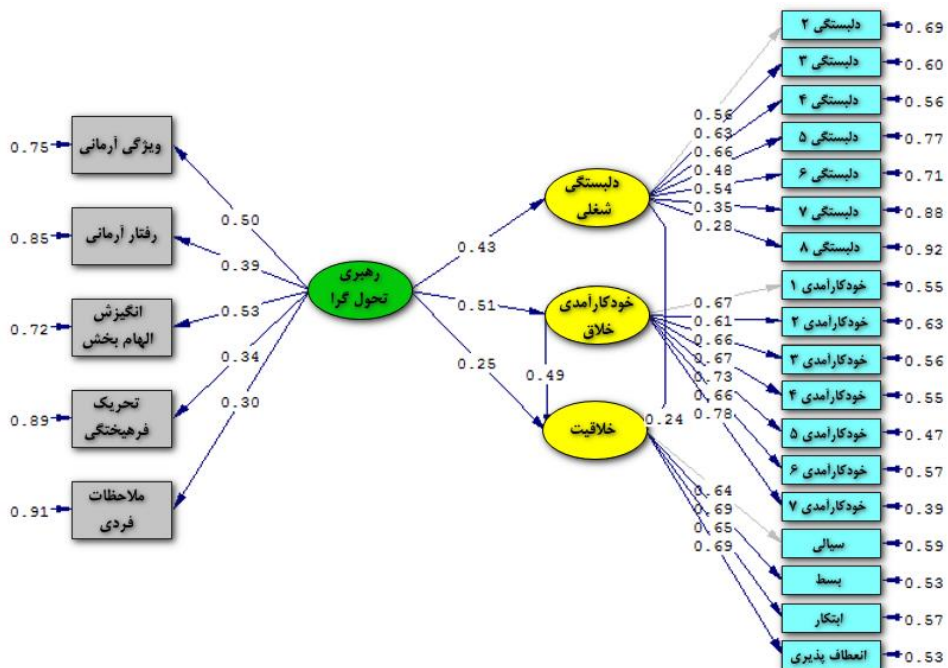 ویژگی آرمانی
0.75
رفتار آرمانی
0.85
انگیزش
الهام بخش
0.72
تحریک
فرهیختگی
0.89
ملاحظات
فردی
0.91
0.50
0.39
0.53
0.34
0.30
رهبری
تحول گرا
0.43
0.51
0.25
دلبستگی
شغلی
خودکارآمدی
خلاق
خلاقیت
0.49
0.24
0.56
0.63
0.66
0.48
0.54
0.35
0.28
0.67
0.61
0.66
0.67
0.73
0.66
0.78
0.64
0.69
0.65
0.69
دلبستگی ۲
0.69
دلبستگی ۳
0.60
دلبستگی ۴
0.56
دلبستگی ۵
0.77
دلبستگی ۶
0.71
دلبستگی ۷
0.88
دلبستگی ۸
0.92
خودکارآمدی ۱
0.55
خودکارآمدی ۲
0.63
خودکارآمدی ۳
0.56
خودکارآمدی ۴
0.55
خودکارآمدی ۵
0.47
خودکارآمدی ۶
0.57
خودکارآمدی ۷
0.39
سیالی
0.59
بسط
0.53
ابتکار
0.57
انعطاف پذیری
0.53